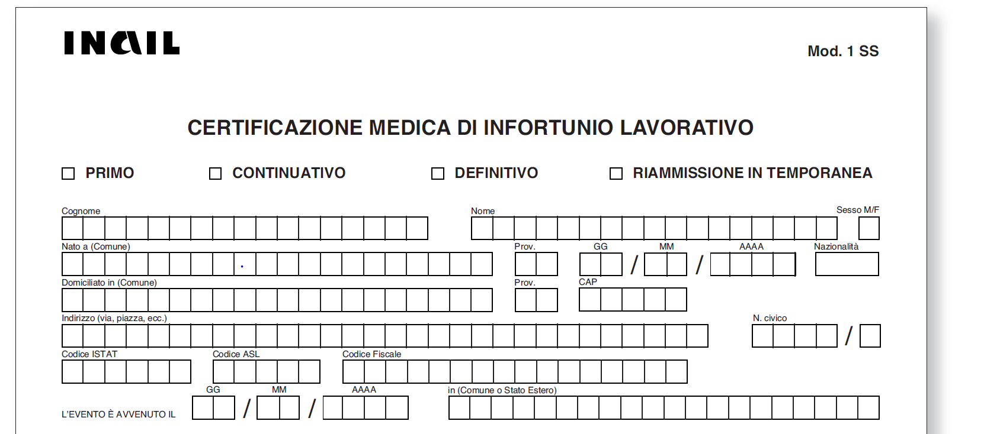 INAIL
Mod. 1 SS
CERTIFICAZIONE MEDICA DI INFORTUNIO LAVORATIVO
PRIMO CONTINUATIVO DEFINITIVO RIAMMISSIONE IN TEMPORANEA
Cognome Nome Sesso M/F
Nato a (Comune) Prov. GG MM AAAA Nazionalità
/ /
Domiciliato in (Comune) Prov. CAP
Indirizzo (via, piazza, ecc.) N. civico
/
Codice ISTAT Codice ASL Codice Fiscale
GG MM AAAA in (Comune o Stato Estero)
L'EVENTO È AVVENUTO IL / /